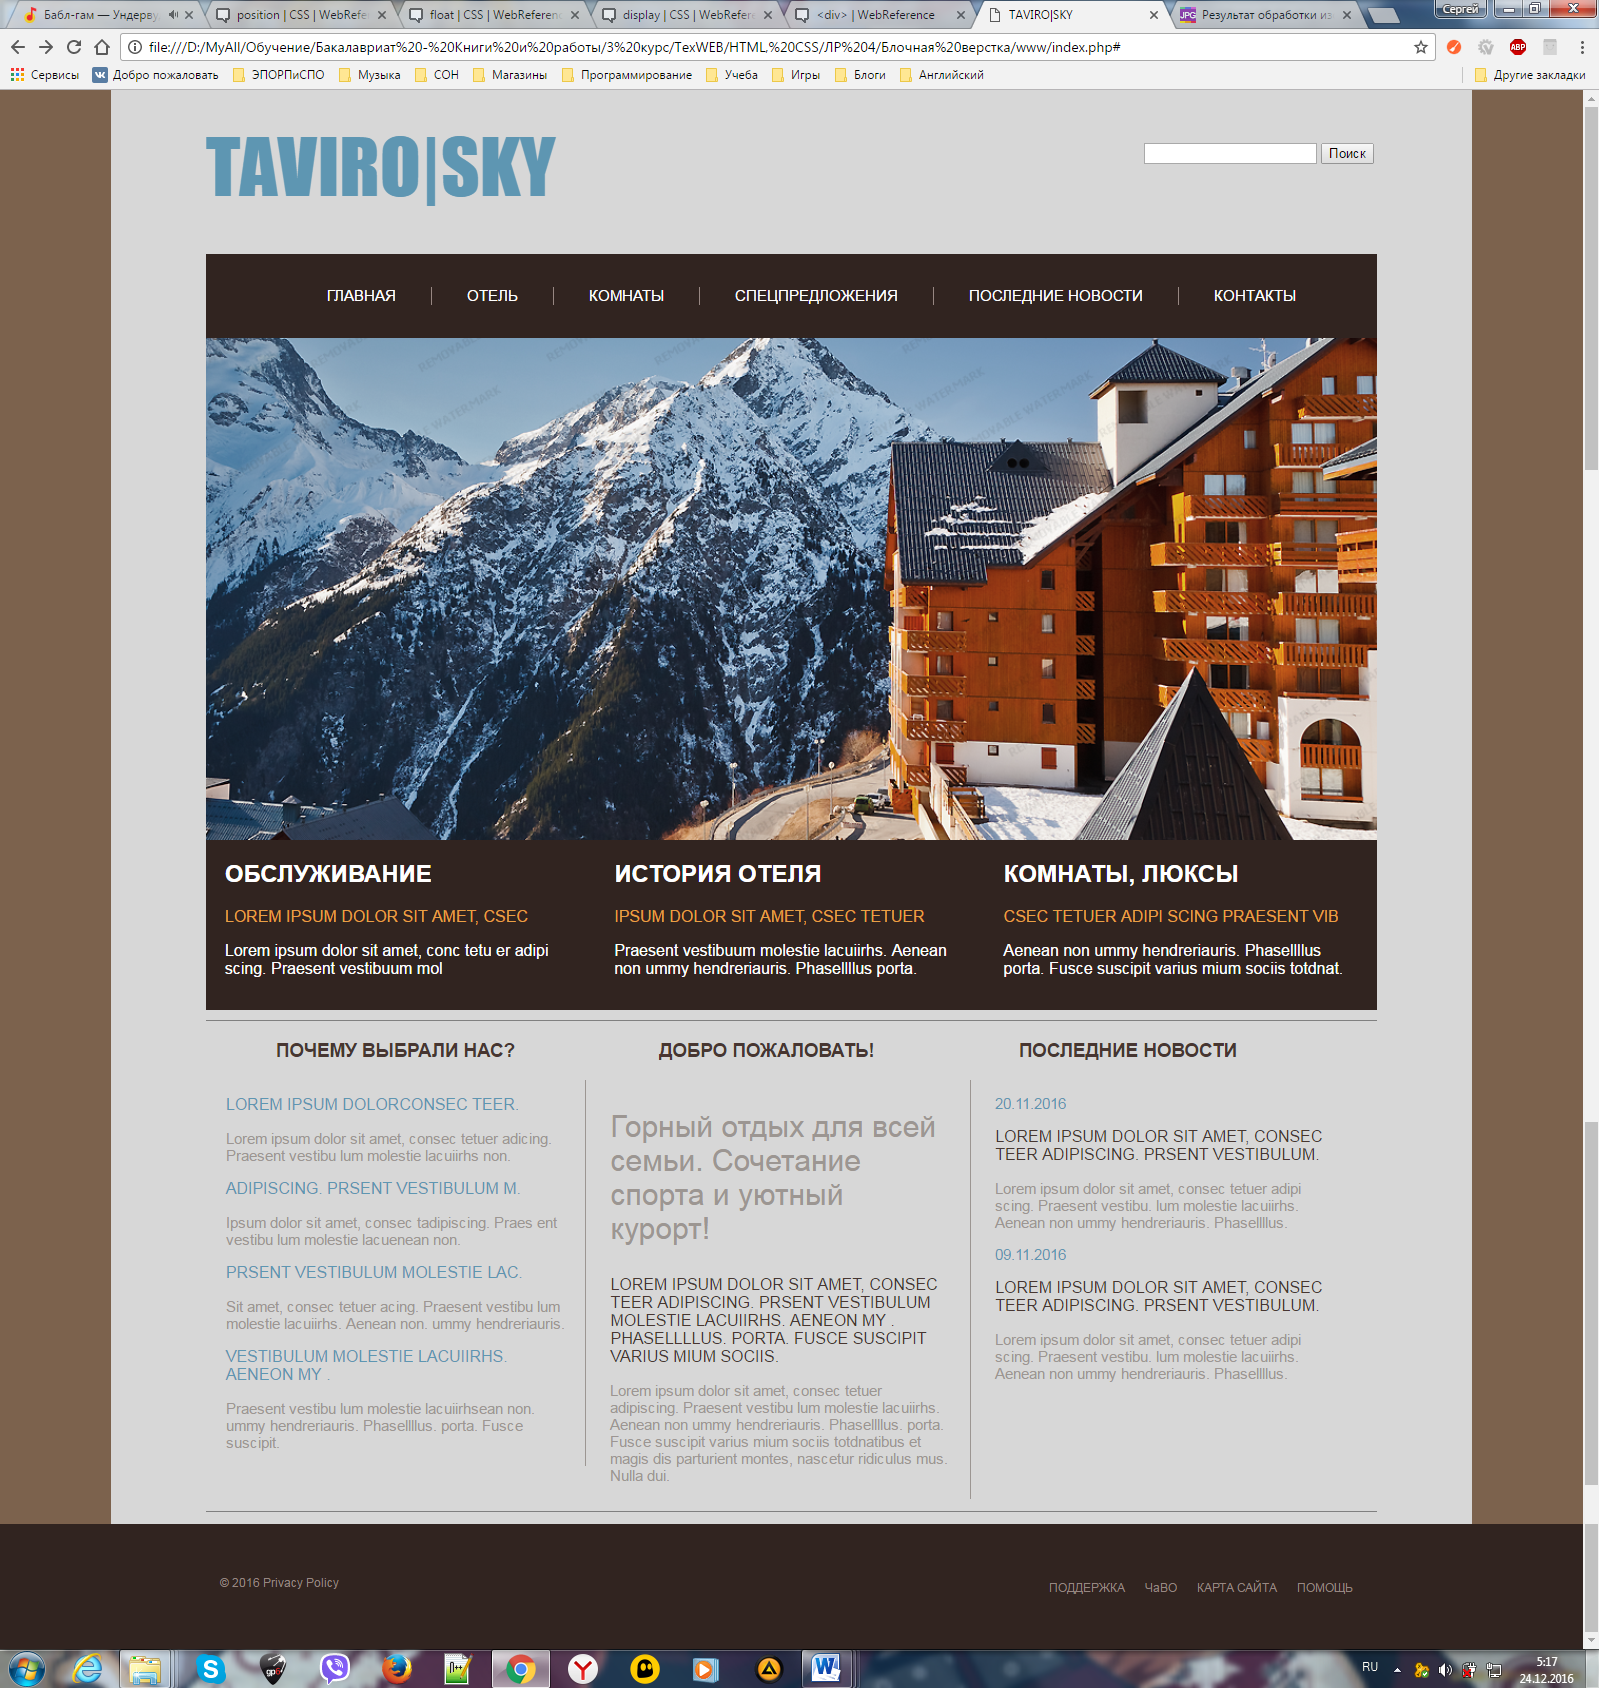 Бабл-гам — Ундерву
position | CSS | WebRefe
float | CSS | WebReferenc
display | CSS | WebRefere
<div> | WebReference
TAVIRO|SKY
Результат обработки из
Сергей
file:///D:/MyAll/Обучение/Бакалавриат%20-%20Книги%20и%20работы/3%20курс/ТехWEB/HTML,%20CSS/ЛР%204/Блочная%20верстка/www/index.php#
Сервисы
Добро пожаловать
ЭПОРПиСПО
Музыка
СОН
Магазины
Программирование
Учеба
Игры
Блоги
Английский
Другие закладки
TAVIRO|SKY
Поиск
ГЛАВНАЯ
ОТЕЛЬ
КОМНАТЫ
СПЕЦПРЕДЛОЖЕНИЯ
ПОСЛЕДНИЕ НОВОСТИ
КОНТАКТЫ
ОБСЛУЖИВАНИЕ
LOREM IPSUM DOLOR SIT AMET, CSEC
Lorem ipsum dolor sit amet, conc tetu er adipi
scing. Praesent vestibuum mol
ИСТОРИЯ ОТЕЛЯ
IPSUM DOLOR SIT AMET, CSEC TETUER
Praesent vestibuum molestie lacuiirhs. Aenean
non ummy hendreriauris. Phasellllus porta.
КОМНАТЫ, ЛЮКСЫ
CSEC TETUER ADIPI SCING PRAESENT VIB
Aenean non ummy hendreriauris. Phasellllus
porta. Fusce suscipit varius mium sociis totdnat.
ПОЧЕМУ ВЫБРАЛИ НАС?
LOREM IPSUM DOLORCONSEC TEER.
Lorem ipsum dolor sit amet, consec tetuer adicing.
Praesent vestibu lum molestie lacuiirhs non.
ADIPISCING. PRSENT VESTIBULUM M.
Ipsum dolor sit amet, consec tadipiscing. Praes ent
vestibu lum molestie lacuenean non.
PRSENT VESTIBULUM MOLESTIE LAC.
Sit amet, consec tetuer acing. Praesent vestibu lum
molestie lacuiirhs. Aenean non. ummy hendreriauris.
VESTIBULUM MOLESTIE LACUIIRHS.
AENEON MY .
Praesent vestibu lum molestie lacuiirhsean non.
ummy hendreriauris. Phasellllus. porta. Fusce
suscipit.
ДОБРО ПОЖАЛОВАТЬ!
Горный отдых для всей
семьи. Сочетание
спорта и уютный
курорт!
LOREM IPSUM DOLOR SIT AMET, CONSEC
TEER ADIPISCING. PRSENT VESTIBULUM
MOLESTIE LACUIIRHS. AENEON MY .
PHASELLLLUS. PORTA. FUSCE SUSCIPIT
VARIUS MIUM SOCIIS.
Lorem ipsum dolor sit amet, consec tetuer
adipiscing. Praesent vestibu lum molestie lacuiirhs.
Aenean non ummy hendreriauris. Phasellllus. porta.
Fusce suscipit varius mium sociis totdnatibus et
magis dis parturient montes, nascetur ridiculus mus.
Nulla dui.
ПОСЛЕДНИЕ НОВОСТИ
20.11.2016
LOREM IPSUM DOLOR SIT AMET, CONSEC
TEER ADIPISCING. PRSENT VESTIBULUM.
Lorem ipsum dolor sit amet, consec tetuer adipi
scing. Praesent vestibu. lum molestie lacuiirhs.
Aenean non ummy hendreriauris. Phasellllus.
09.11.2016
LOREM IPSUM DOLOR SIT AMET, CONSEC
TEER ADIPISCING. PRSENT VESTIBULUM.
Lorem ipsum dolor sit amet, consec tetuer adipi
scing. Praesent vestibu. lum molestie lacuiirhs.
Aenean non ummy hendreriauris. Phasellllus.
© 2016 Privacy Policy
ПОДДЕРЖКА
ЧаВО
КАРТА САЙТА
ПОМОЩЬ
RU
5:17
24.12.2016